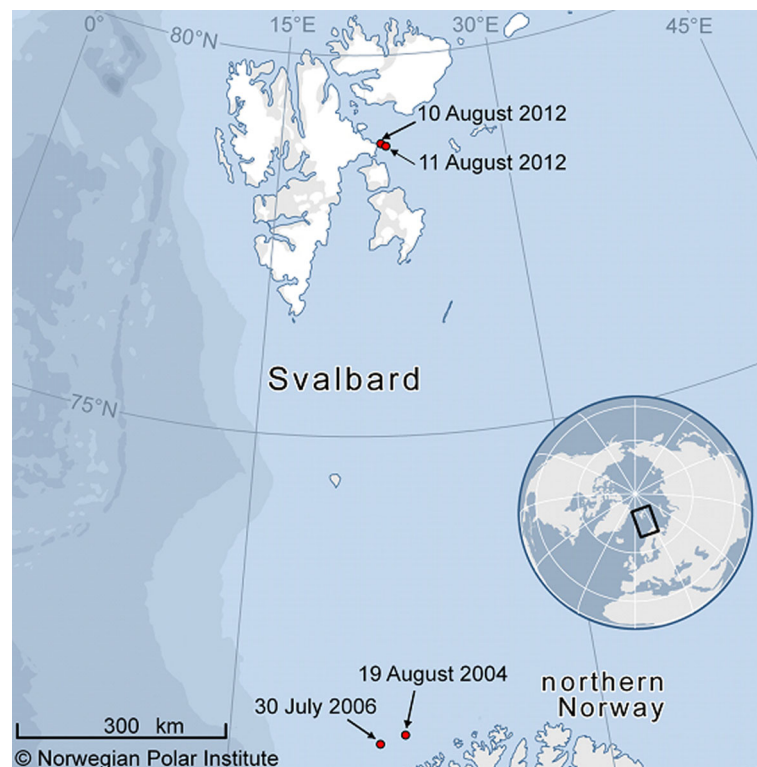 0°
80°N
15°E
30°E
45°E
10 August 2012
11 August 2012
Svalbard
75°N
19 August 2004
30 July 2006
northern
Norway
300 km
© Norwegian Polar Institute